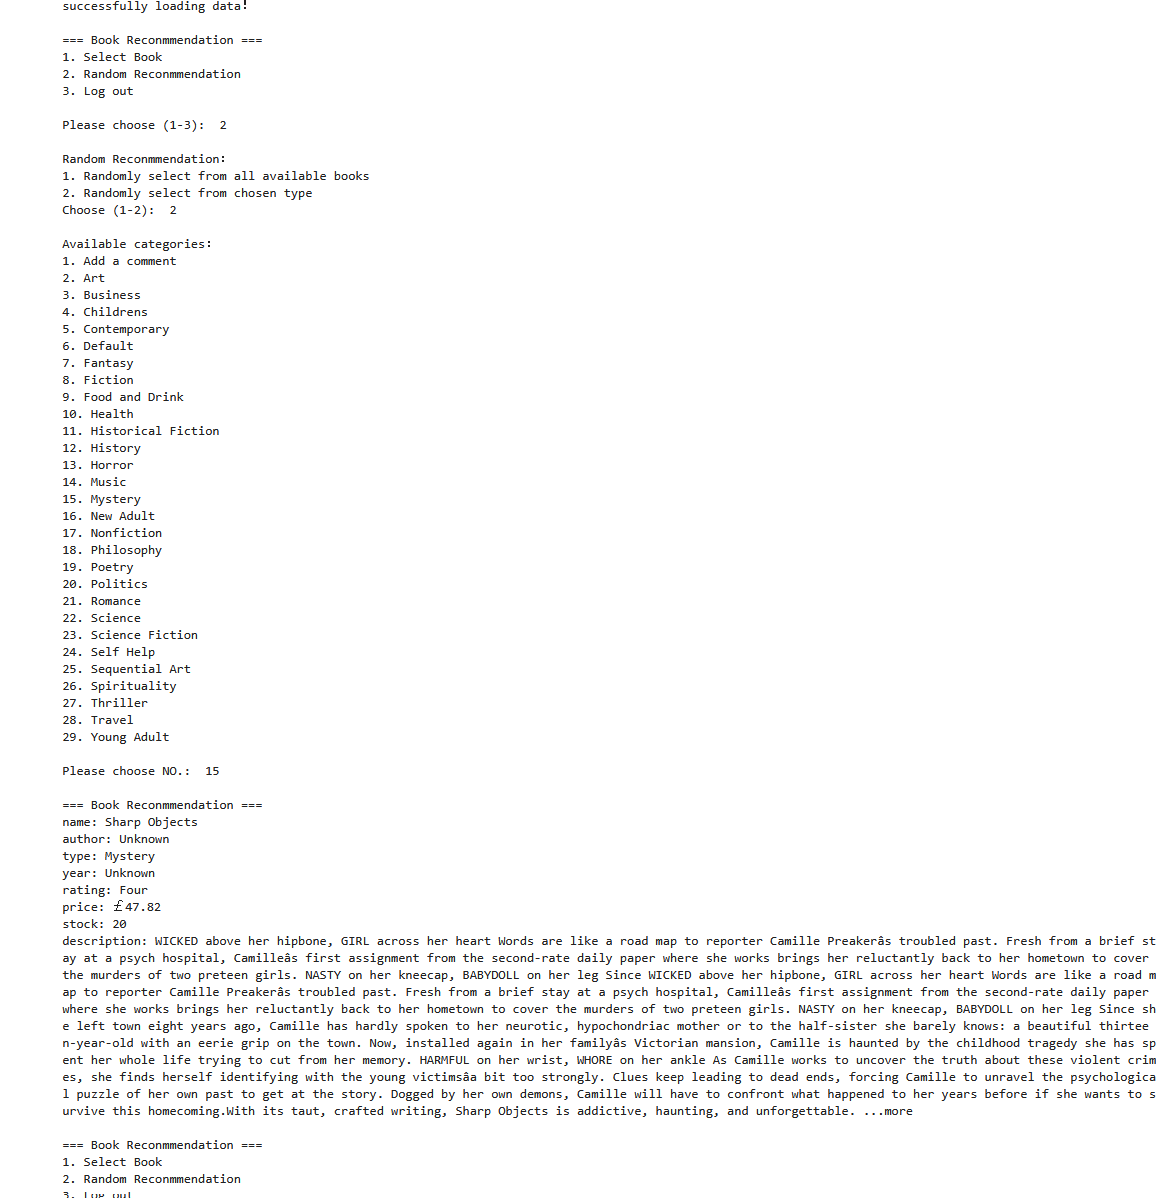 successfully loading data!
=== Book Reconmmendation ===
1. Select Book
2. Random Reconmmendation
3. Log out
Please choose (1-3):  2
Random Reconmmendation:
1. Randomly select from all available books
2. Randomly select from chosen type
Choose (1-2):  2
Available categories:
1. Add a comment
2. Art
3. Business
4. Childrens
5. Contemporary
6. Default
7. Fantasy
8. Fiction
9. Food and Drink
10. Health
11. Historical Fiction
12. History
13. Horror
14. Music
15. Mystery
16. New Adult
17. Nonfiction
18. Philosophy
19. Poetry
20. Politics
21. Romance
22. Science
23. Science Fiction
24. Self Help
25. Sequential Art
26. Spirituality
27. Thriller
28. Travel
29. Young Adult
Please choose NO.:  15
=== Book Reconmmendation ===
name: Sharp Objects
author: Unknown
type: Mystery
year: Unknown
rating: Four
price: £47.82
stock: 20
description: WICKED above her hipbone, GIRL across her heart Words are like a road map to reporter Camille Preakerâs troubled past. Fresh from a brief st
ay at a psych hospital, Camilleâs first assignment from the second-rate daily paper where she works brings her reluctantly back to her hometown to cover
the murders of two preteen girls. NASTY on her kneecap, BABYDOLL on her leg Since WICKED above her hipbone, GIRL across her heart Words are like a road m
ap to reporter Camille Preakerâs troubled past. Fresh from a brief stay at a psych hospital, Camilleâs first assignment from the second-rate daily paper
where she works brings her reluctantly back to her hometown to cover the murders of two preteen girls. NASTY on her kneecap, BABYDOLL on her leg Since sh
e left town eight years ago, Camille has hardly spoken to her neurotic, hypochondriac mother or to the half-sister she barely knows: a beautiful thirtee
n-year-old with an eerie grip on the town. Now, installed again in her familyâs Victorian mansion, Camille is haunted by the childhood tragedy she has sp
ent her whole life trying to cut from her memory. HARMFUL on her wrist, WHORE on her ankle As Camille works to uncover the truth about these violent crim
es, she finds herself identifying with the young victimsâa bit too strongly. Clues keep leading to dead ends, forcing Camille to unravel the psychologica
l puzzle of her own past to get at the story. Dogged by her own demons, Camille will have to confront what happened to her years before if she wants to s
urvive this homecoming.With its taut, crafted writing, Sharp Objects is addictive, haunting, and unforgettable. ...more
=== Book Reconmmendation ===
1. Select Book
2. Random Reconmmendation
3. Log out